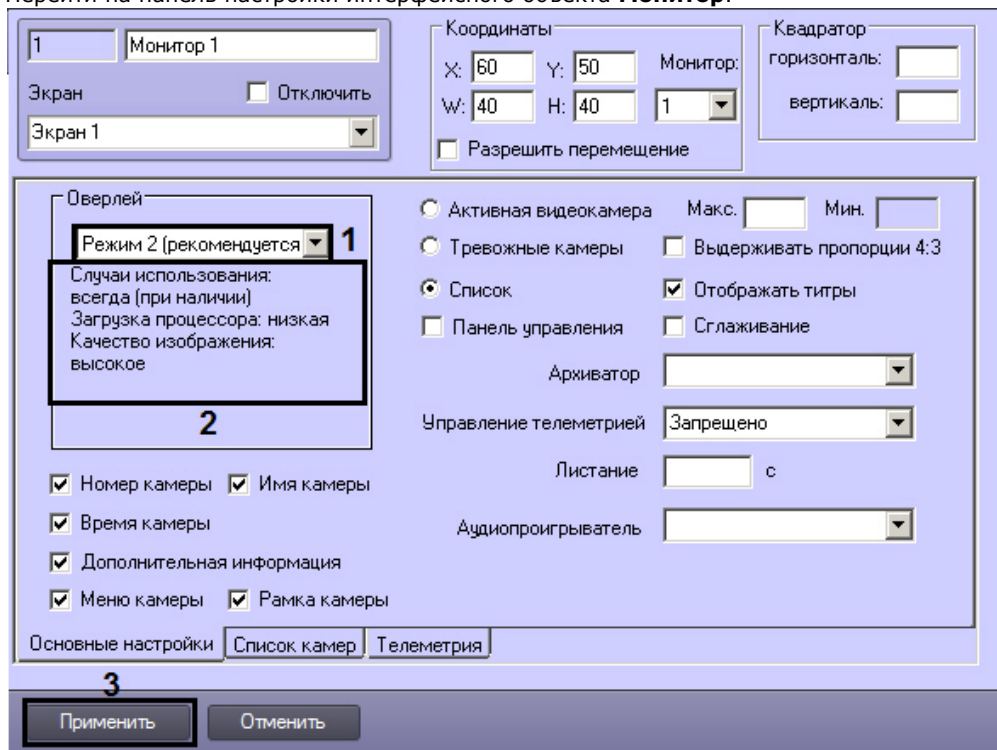 Перейти на панель настройки интерфейсного объекта Монитор.
1 Монитор 1
Экран Отключить
Экран 1
Координаты
X: 60 Y: 50 Монитор:
W: 40 H: 40 1
Разрешить перемещение
Квадратор
горизонталь:
вертикаль:
Оверлей
Режим 2 (рекомендуется 1
Случаи использования:
всегда (при наличии)
Загрузка процессора: низкая
Качество изображения:
высокое
2
Номер камеры Имя камеры
Время камеры
Дополнительная информация
Меню камеры Рамка камеры
Активная видеокамера Макс. Мин.
Тревожные камеры Выдерживать пропорции 4:3
Список Отображать титры
Панель управления Сглаживание
Архиватор
Управление телеметрией Запрещено
Листание с
Аудиопроигрыватель
Основные настройки Список камер Телеметрия
3
Применить Отменить